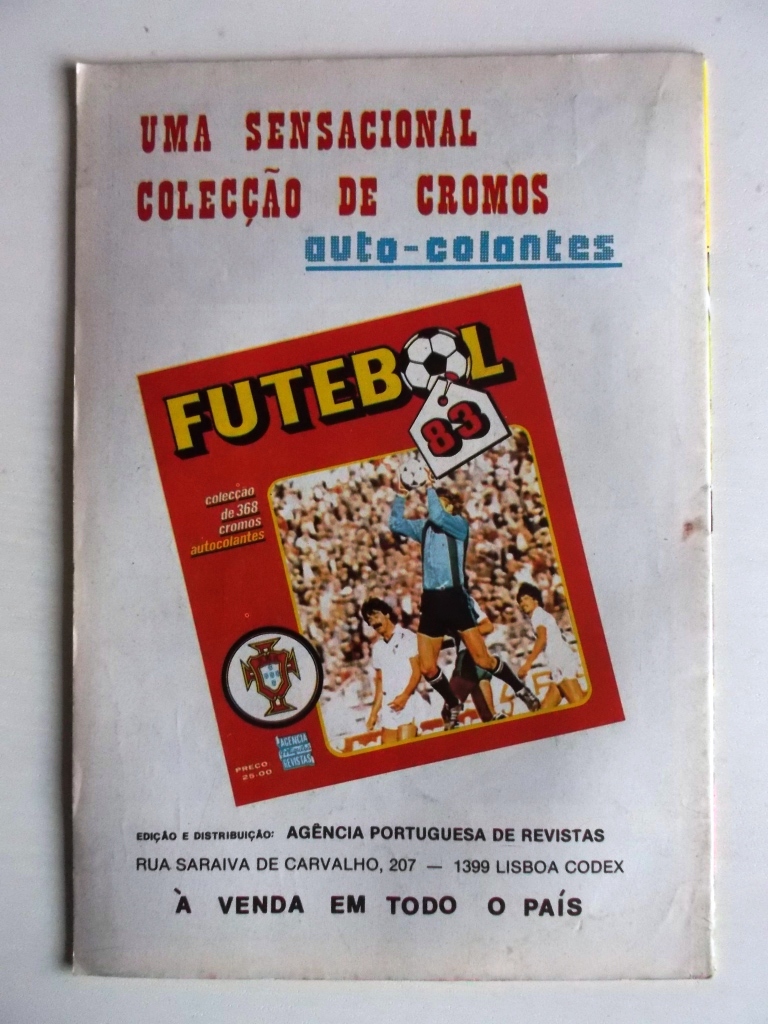 UMA SENSACIONAL
COLECÇÃO DE CROMOS
auto-colantes
FUTEBOL
83
colecção
de 368
cromos
autocolantes
AGENCIA
REVISTAS
PREÇO
25.00
EDIÇÃO E DISTRIBUIÇÃO: AGÊNCIA PORTUGUESA DE REVISTAS
RUA SARAIVA DE CARVALHO, 207 — 1399 LISBOA CODEX
À VENDA EM TODO O PAÍS